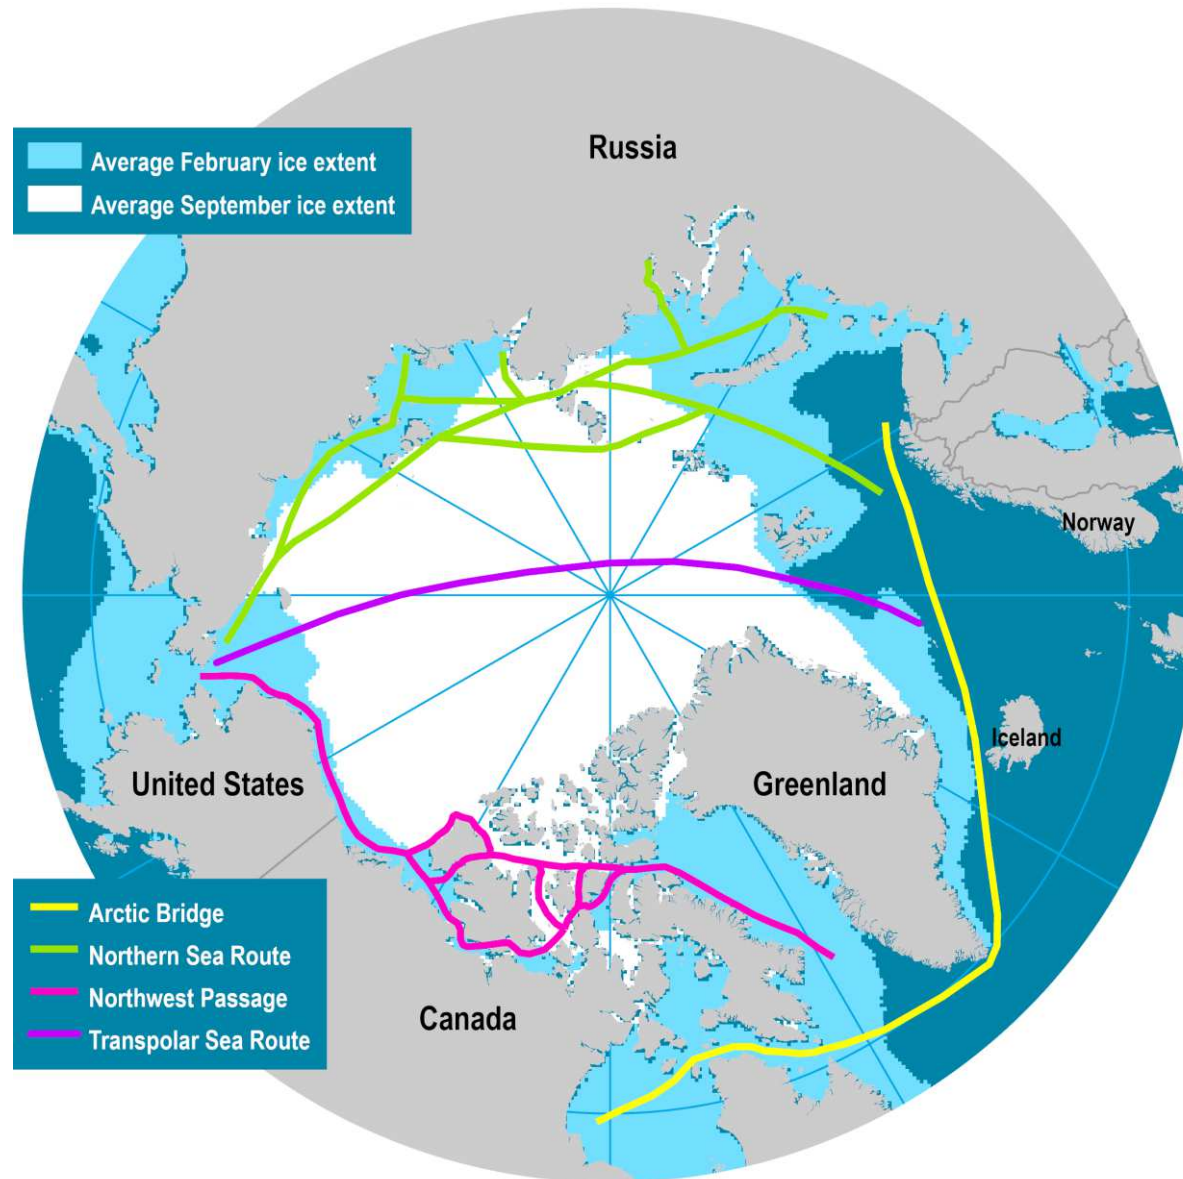 Russia
Average February ice extent
Average September ice extent
Norway
Iceland
United States
Greenland
Arctic Bridge
Northern Sea Route
Northwest Passage
Transpolar Sea Route
Canada